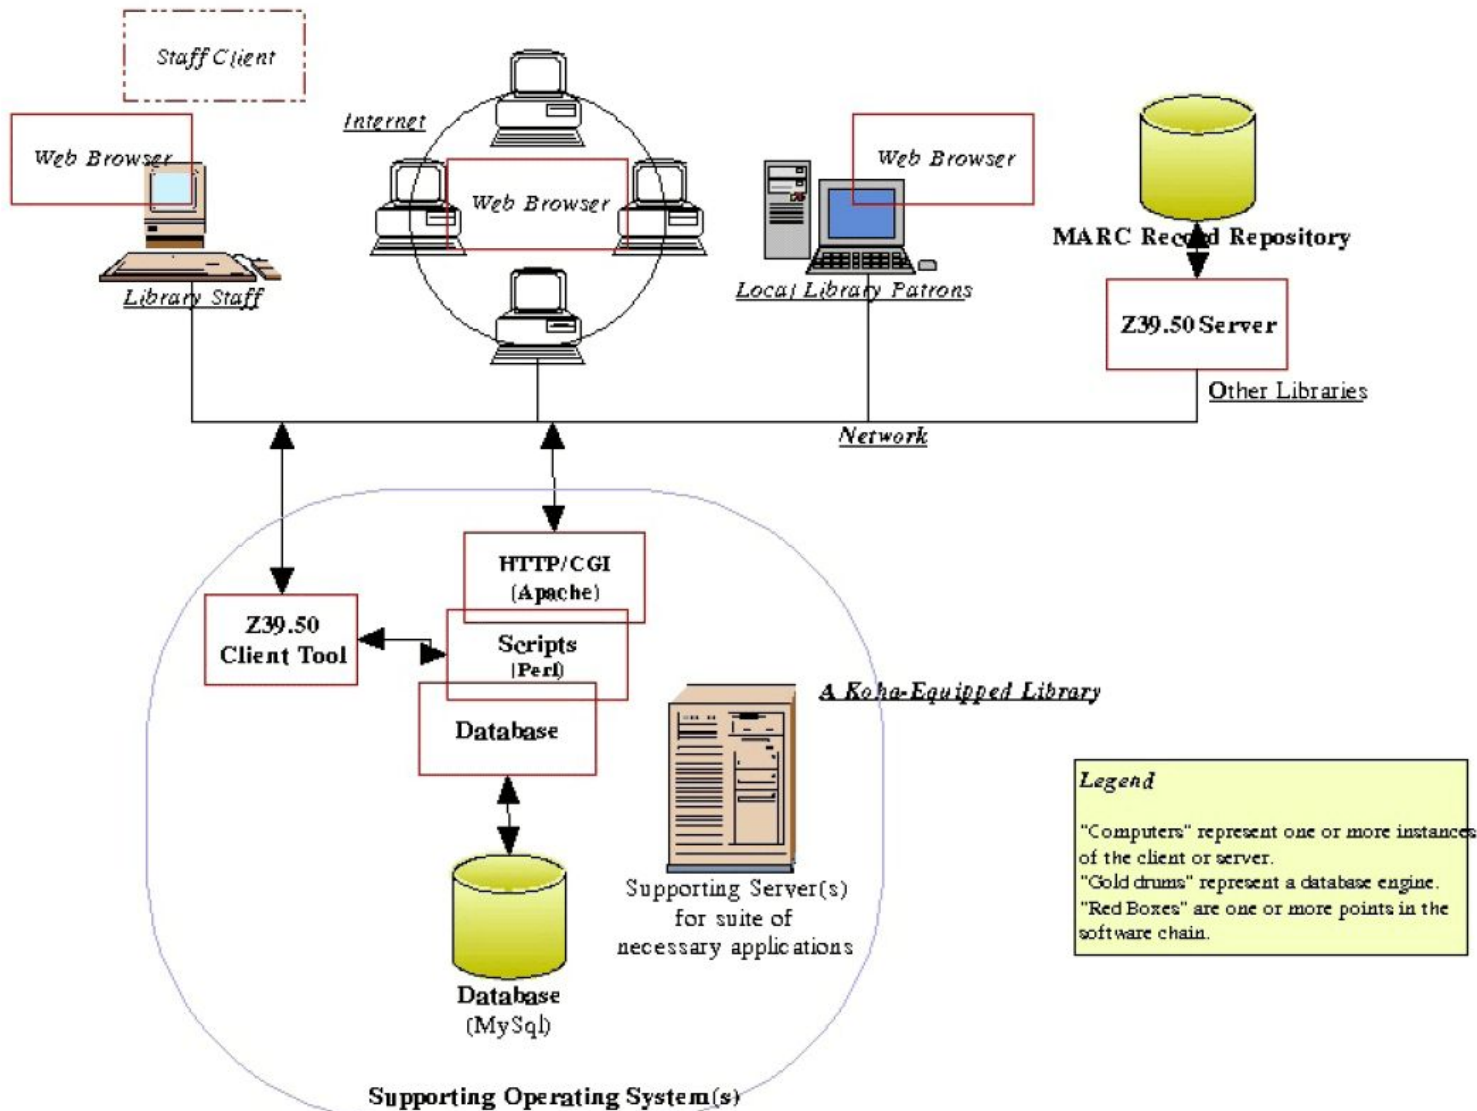 Staff Client
Internet
Web Browser
Web Browser
Web Browser
MARC Record Repository
Library Staff
Local Library Patrons
Z39.50 Server
Other Libraries
Network
HTTP/CGI
(Apache)
Z39.50
Client Tool
Scripts
(Perl)
A Koha-Equipped Library
Database
Legend
"Computers" represent one or more instances
of the client or server.
"Gold drums" represent a database engine.
"Red Boxes" are one or more points in the
software chain.
Supporting Server(s)
for suite of
necessary applications
Database
(MySql)
Supporting Operating System(s)